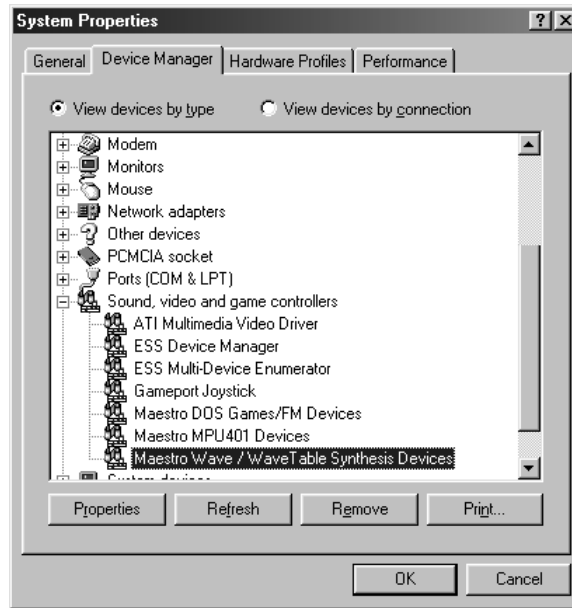 System Properties
General Device Manager Hardware Profiles Performance
View devices by type View devices by connection
Modem
Monitors
Mouse
Network adapters
Other devices
PCMCIA socket
Ports (COM & LPT)
Sound, video and game controllers
ATI Multimedia Video Driver
ESS Device Manager
ESS Multi-Device Enumerator
Gameport Joystick
Maestro DOS Games/FM Devices
Maestro MPU401 Devices
Maestro Wave / WaveTable Synthesis Devices
System devices
Properties Refresh Remove Print...
OK Cancel